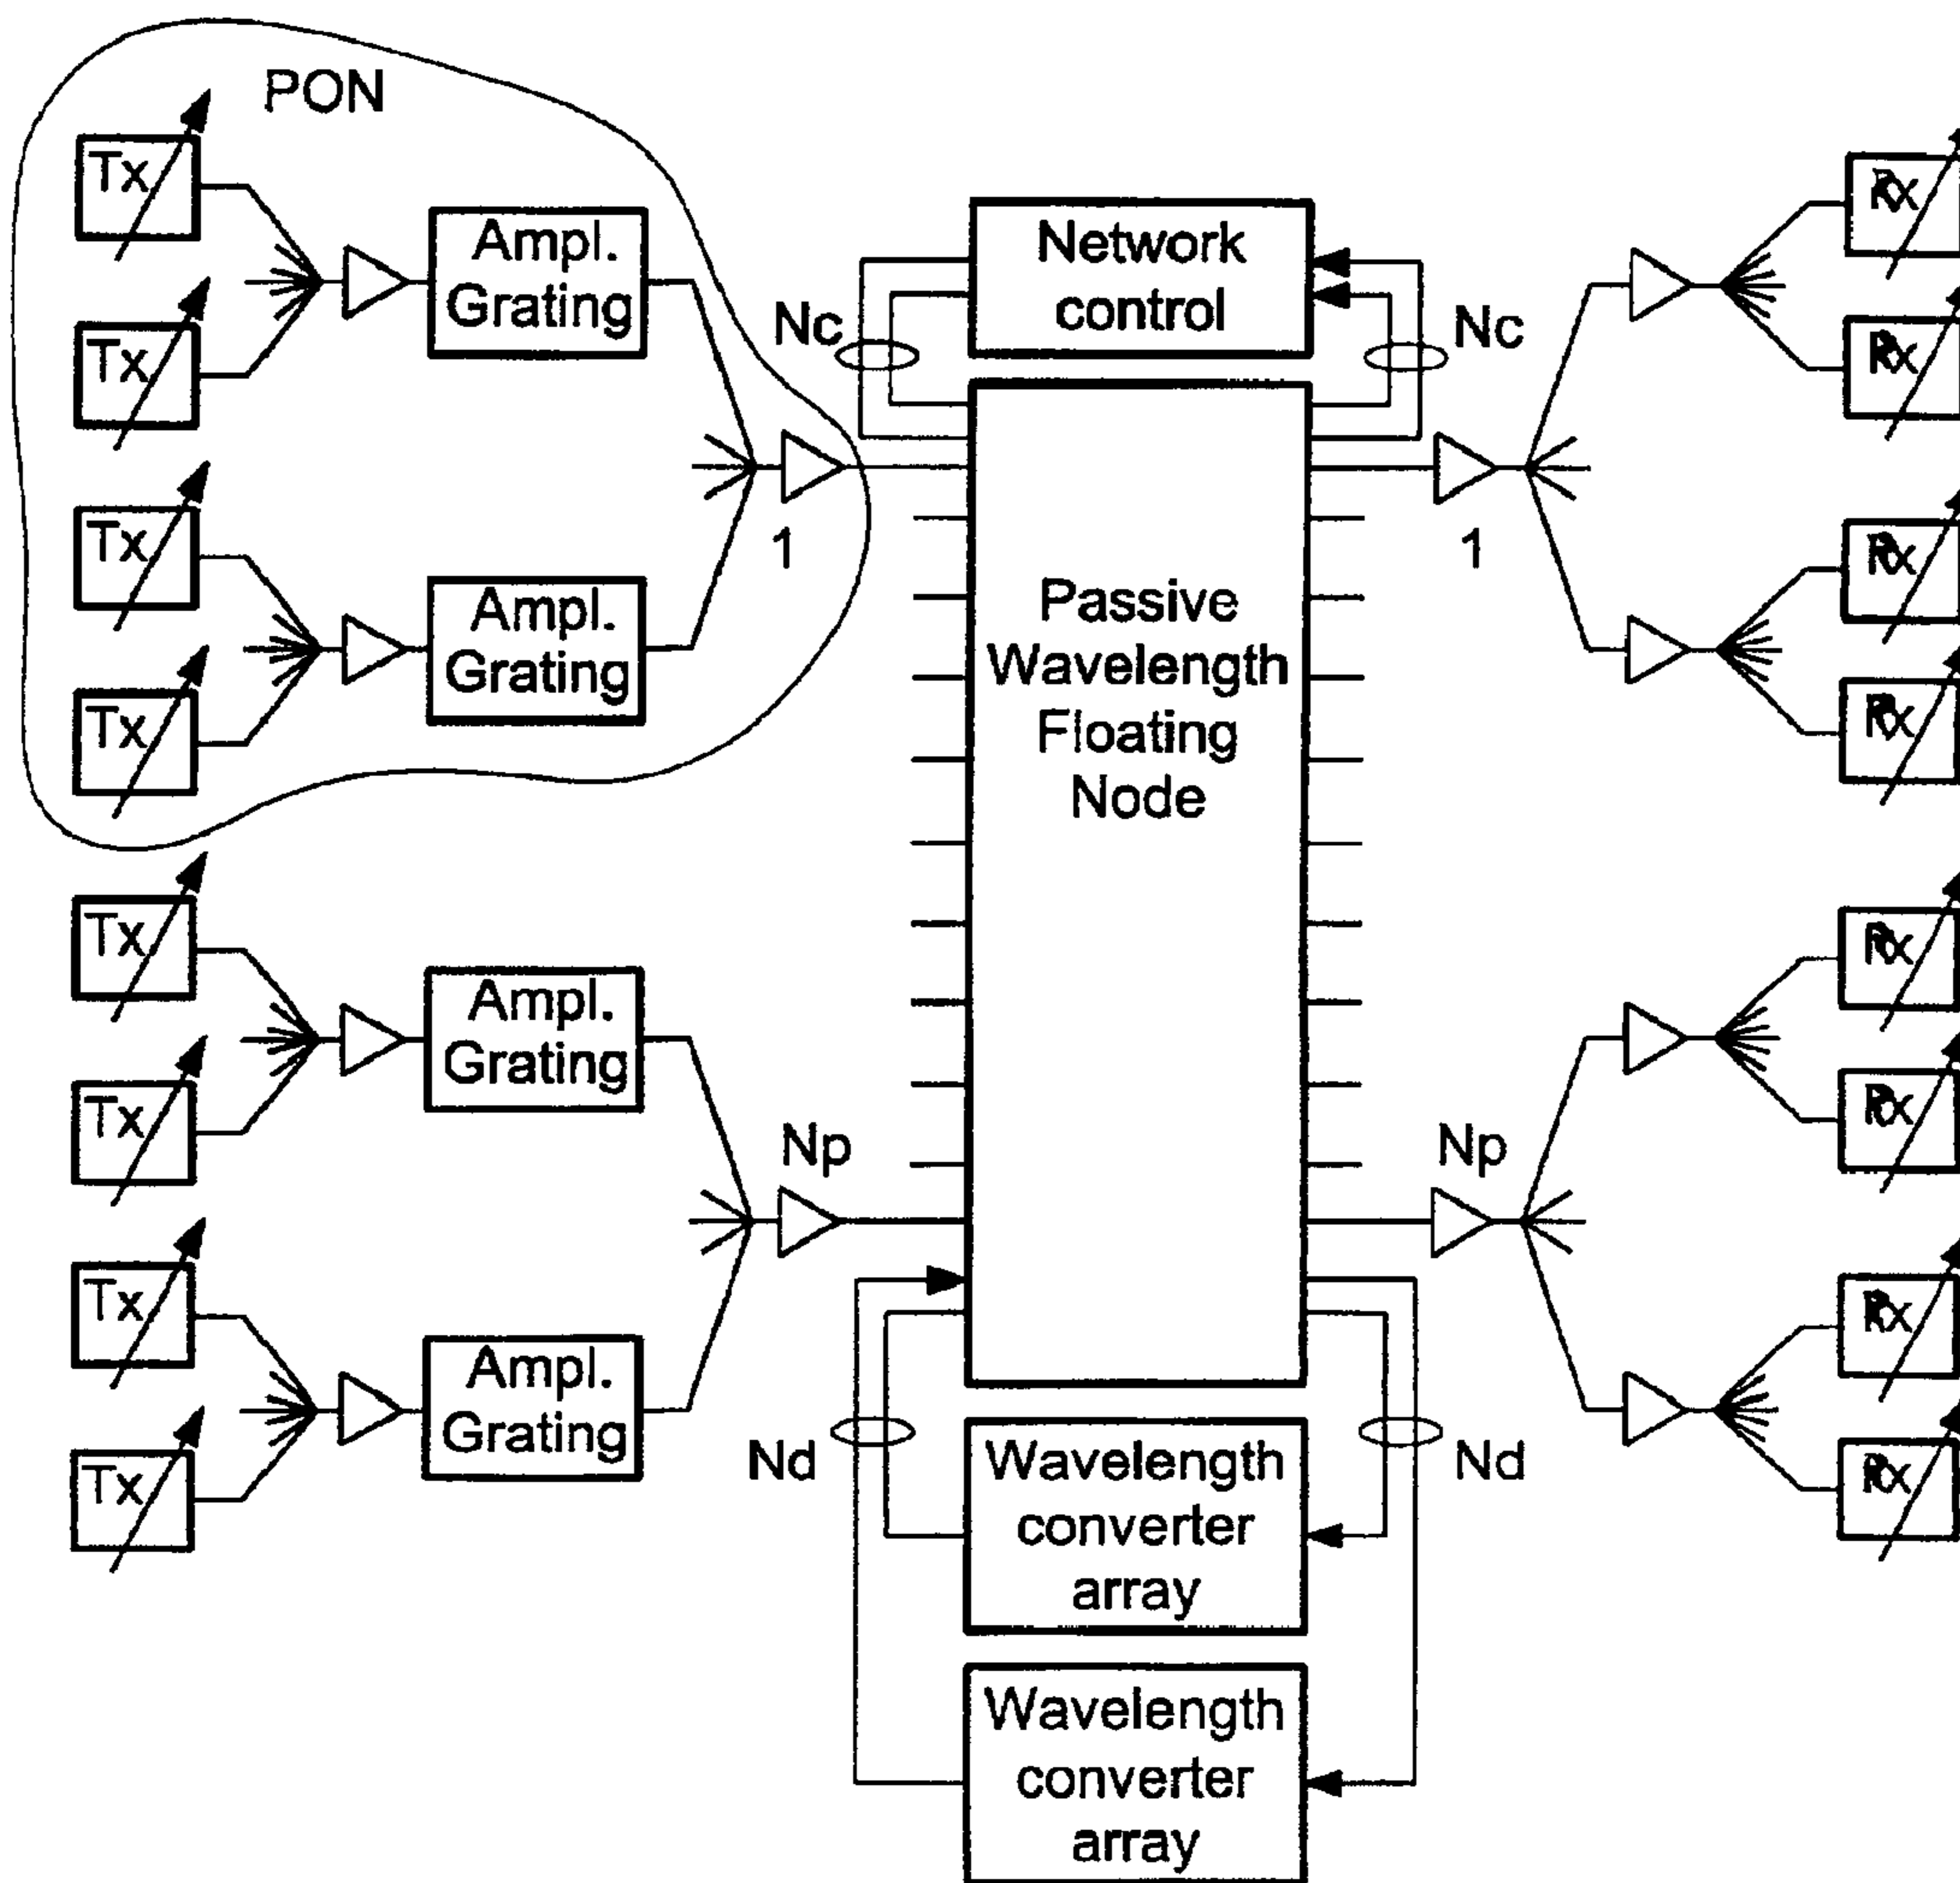 PON
Tx
Tx
Tx
Tx
Ampl.
Grating
Ampl.
Grating
1
Tx
Tx
Tx
Tx
Ampl.
Grating
Ampl.
Grating
Np
Network
control
Nc
Nc
Passive
Wavelength
Floating
Node
Nd
Nd
Wavelength
converter
array
Wavelength
converter
array
1
Rx
Rx
Rx
Rx
Np
Rx
Rx
Rx
Rx